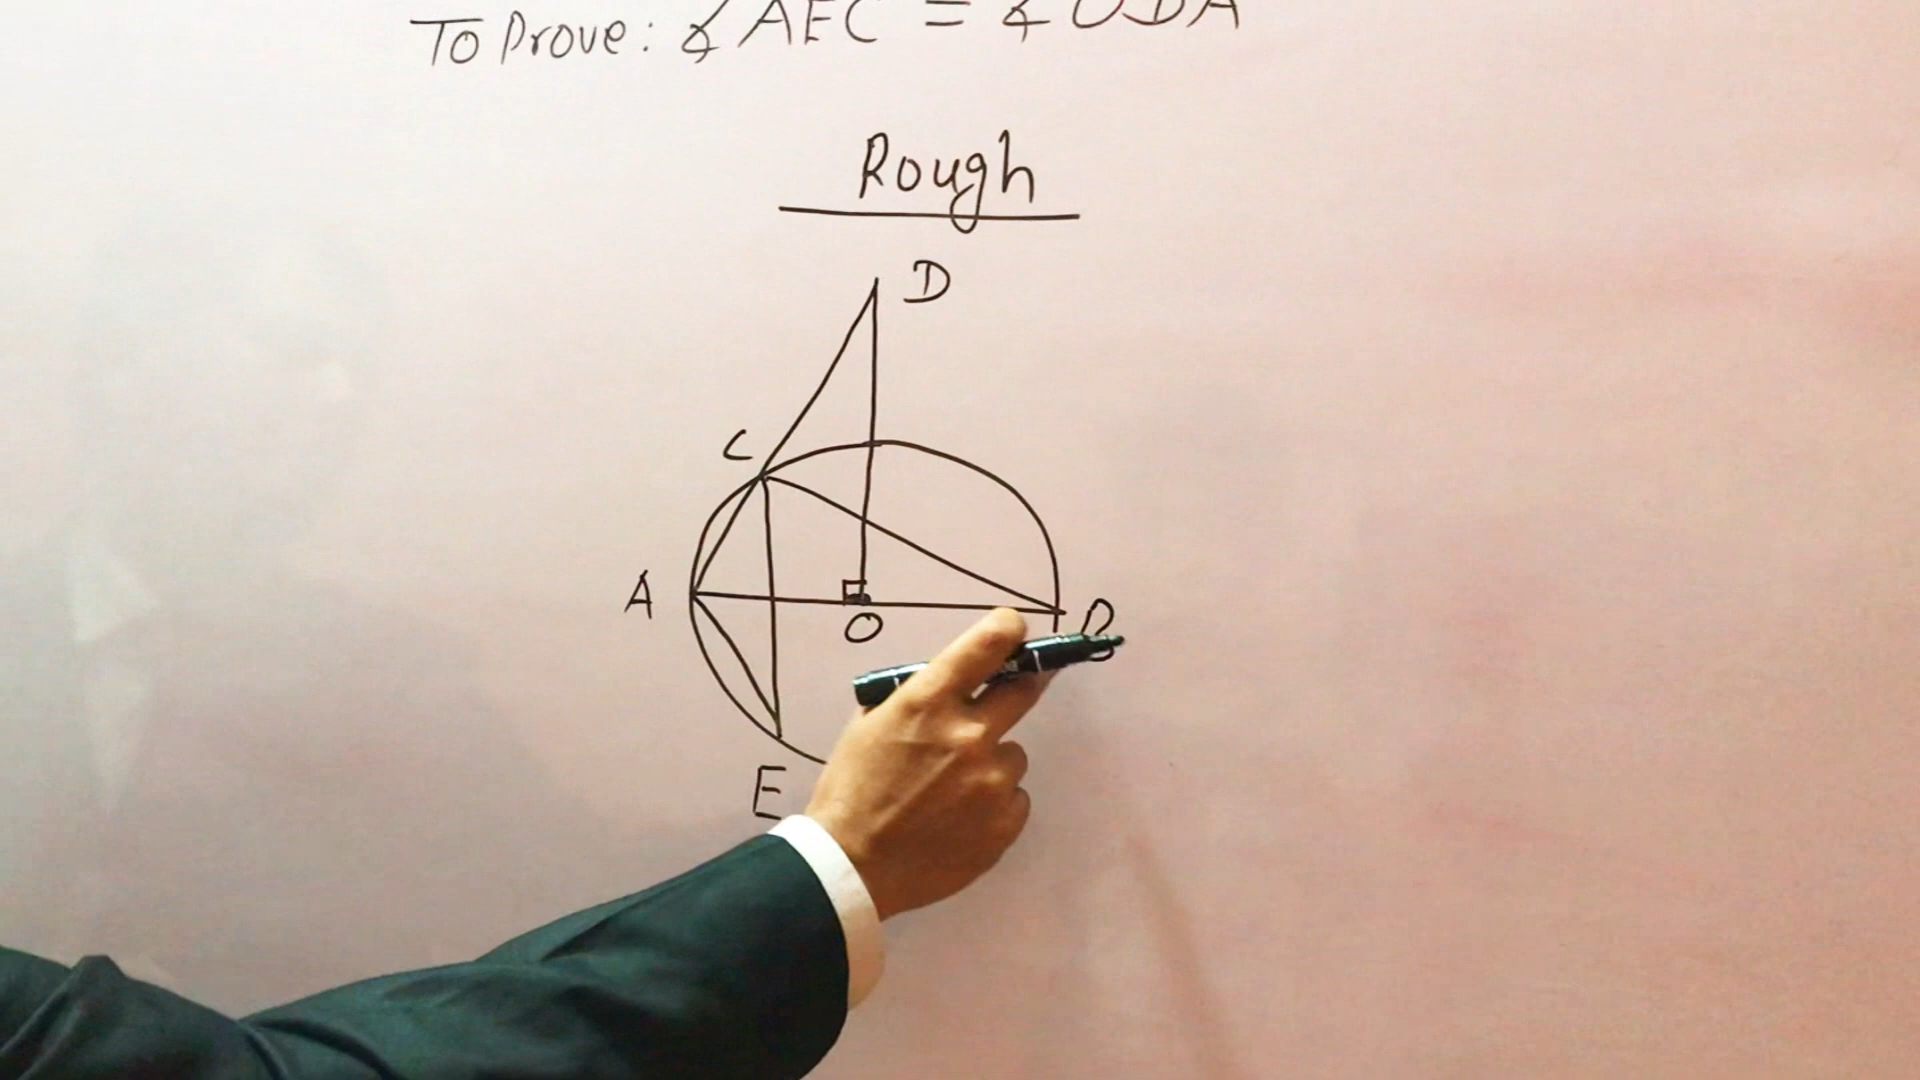 To Prove: ∡ AEC = ∡ ODA
Rough
D
C
A
O
B
E